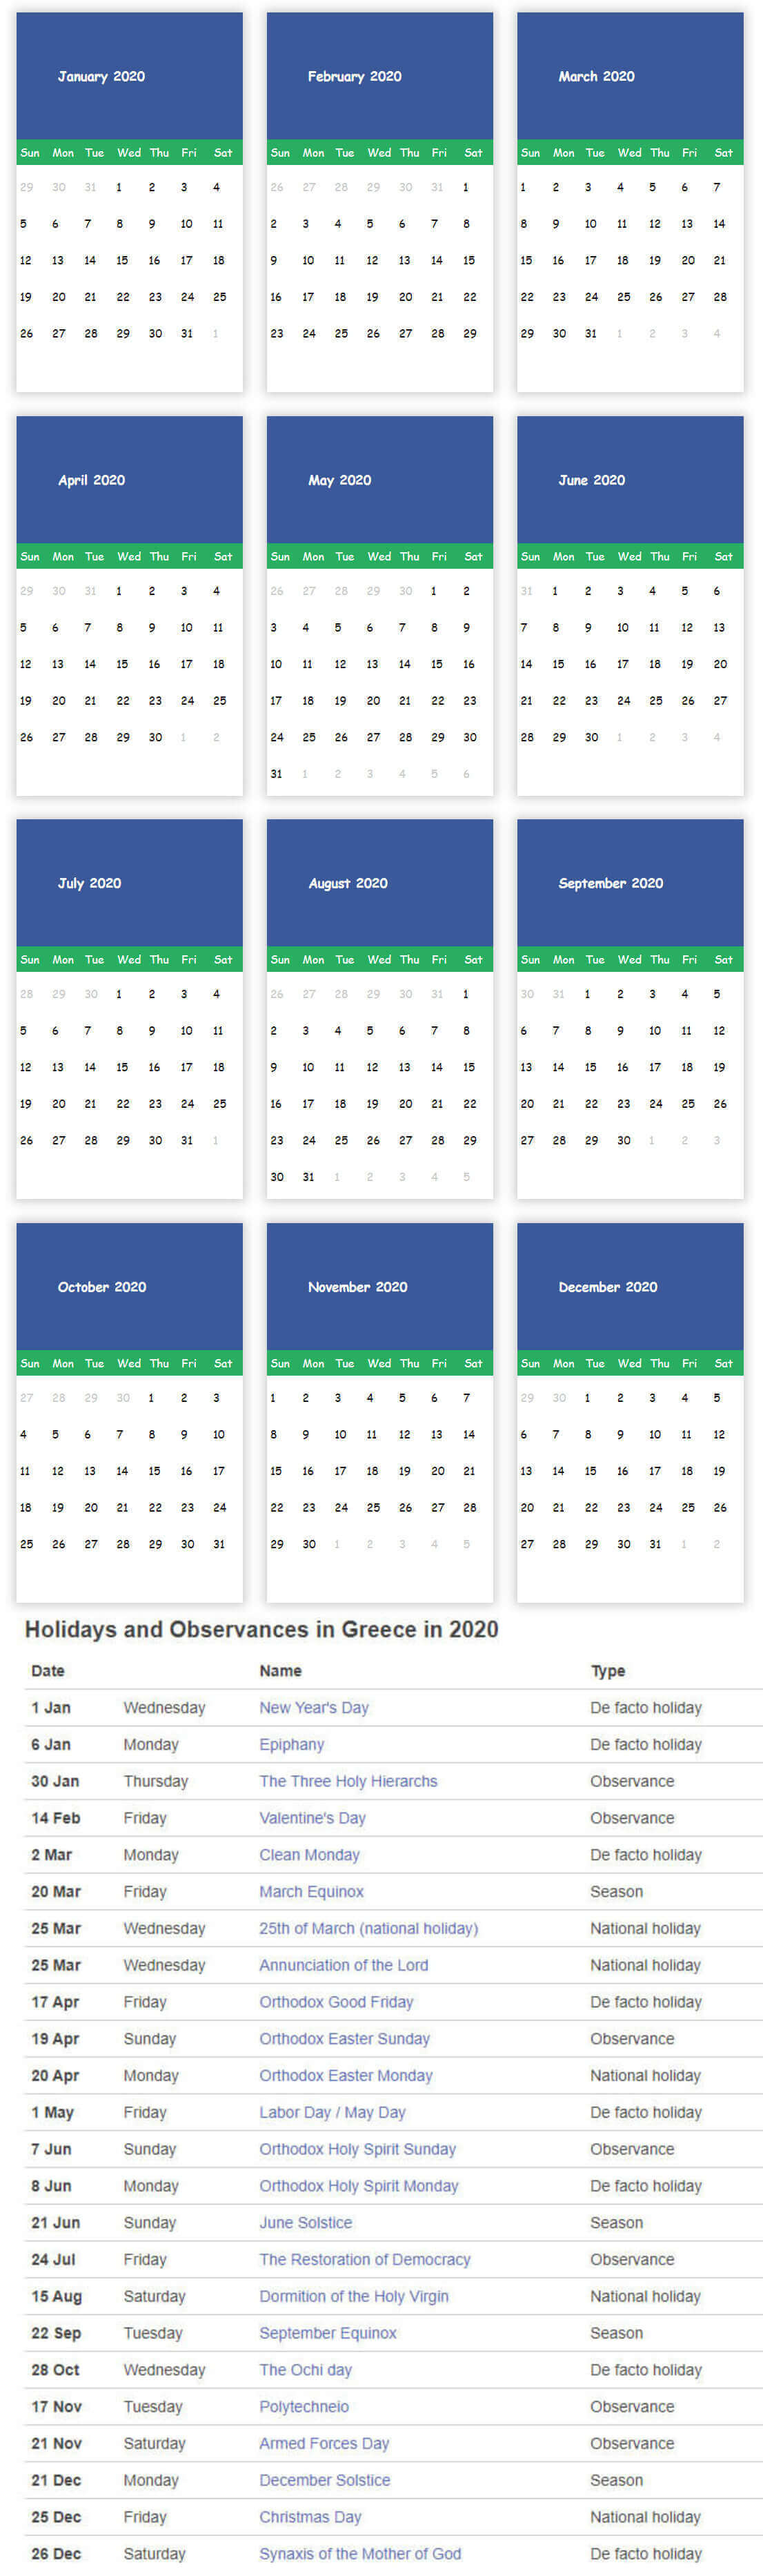 January 2020 February 2020 March 2020
Sun Mon Tue Wed Thu Fri Sat Sun Mon Tue Wed Thu Fri Sat Sun Mon Tue Wed Thu Fri Sat
29 30 31 1 2 3 4 26 27 28 29 30 31 1 1 2 3 4 5 6 7
5 6 7 8 9 10 11 2 3 4 5 6 7 8 8 9 10 11 12 13 14
12 13 14 15 16 17 18 9 10 11 12 13 14 15 15 16 17 18 19 20 21
19 20 21 22 23 24 25 16 17 18 19 20 21 22 22 23 24 25 26 27 28
26 27 28 29 30 31 1 23 24 25 26 27 28 29 29 30 31 1 2 3 4
April 2020 May 2020 June 2020
Sun Mon Tue Wed Thu Fri Sat Sun Mon Tue Wed Thu Fri Sat Sun Mon Tue Wed Thu Fri Sat
29 30 31 1 2 3 4 26 27 28 29 30 1 2 31 1 2 3 4 5 6
5 6 7 8 9 10 11 3 4 5 6 7 8 9 7 8 9 10 11 12 13
12 13 14 15 16 17 18 10 11 12 13 14 15 16 14 15 16 17 18 19 20
19 20 21 22 23 24 25 17 18 19 20 21 22 23 21 22 23 24 25 26 27
26 27 28 29 30 1 2 24 25 26 27 28 29 30 28 29 30 1 2 3 4
31 1 2 3 4 5 6
July 2020 August 2020 September 2020
Sun Mon Tue Wed Thu Fri Sat Sun Mon Tue Wed Thu Fri Sat Sun Mon Tue Wed Thu Fri Sat
28 29 30 1 2 3 4 26 27 28 29 30 31 1 30 31 1 2 3 4 5
5 6 7 8 9 10 11 2 3 4 5 6 7 8 6 7 8 9 10 11 12
12 13 14 15 16 17 18 9 10 11 12 13 14 15 13 14 15 16 17 18 19
19 20 21 22 23 24 25 16 17 18 19 20 21 22 20 21 22 23 24 25 26
26 27 28 29 30 31 1 23 24 25 26 27 28 29 27 28 29 30 1 2 3
30 31 1 2 3 4 5
October 2020 November 2020 December 2020
Sun Mon Tue Wed Thu Fri Sat Sun Mon Tue Wed Thu Fri Sat Sun Mon Tue Wed Thu Fri Sat
27 28 29 30 1 2 3 1 2 3 4 5 6 7 29 30 1 2 3 4 5
4 5 6 7 8 9 10 8 9 10 11 12 13 14 6 7 8 9 10 11 12
11 12 13 14 15 16 17 15 16 17 18 19 20 21 13 14 15 16 17 18 19
18 19 20 21 22 23 24 22 23 24 25 26 27 28 20 21 22 23 24 25 26
25 26 27 28 29 30 31 29 30 1 2 3 4 5 27 28 29 30 31 1 2
Holidays and Observances in Greece in 2020
Date Name Type
1 Jan Wednesday New Year's Day De facto holiday
6 Jan Monday Epiphany De facto holiday
30 Jan Thursday The Three Holy Hierarchs Observance
14 Feb Friday Valentine's Day Observance
2 Mar Monday Clean Monday De facto holiday
20 Mar Friday March Equinox Season
25 Mar Wednesday 25th of March (national holiday) National holiday
25 Mar Wednesday Annunciation of the Lord National holiday
17 Apr Friday Orthodox Good Friday De facto holiday
19 Apr Sunday Orthodox Easter Sunday Observance
20 Apr Monday Orthodox Easter Monday National holiday
1 May Friday Labor Day / May Day De facto holiday
7 Jun Sunday Orthodox Holy Spirit Sunday Observance
8 Jun Monday Orthodox Holy Spirit Monday De facto holiday
21 Jun Sunday June Solstice Season
24 Jul Friday The Restoration of Democracy Observance
15 Aug Saturday Dormition of the Holy Virgin National holiday
22 Sep Tuesday September Equinox Season
28 Oct Wednesday The Ochi day De facto holiday
17 Nov Tuesday Polytechneio Observance
21 Nov Saturday Armed Forces Day Observance
21 Dec Monday December Solstice Season
25 Dec Friday Christmas Day National holiday
26 Dec Saturday Synaxis of the Mother of God De facto holiday